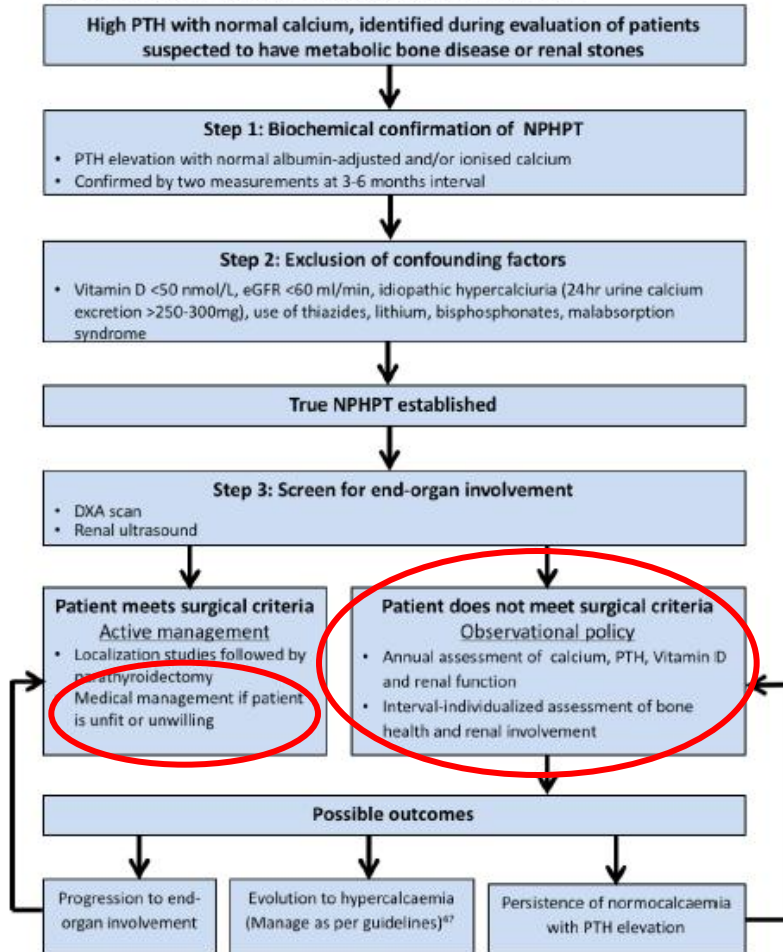 High PTH with normal calcium, identified during evaluation of patients
suspected to have metabolic bone disease or renal stones
Step 1: Biochemical confirmation of NPHPT
• PTH elevation with normal albumin-adjusted and/or ionised calcium
• Confirmed by two measurements at 3-6 months interval
Step 2: Exclusion of confounding factors
• Vitamin D <50 nmol/L, eGFR <60 ml/min, idiopathic hypercalciuria (24hr urine calcium
excretion >250-300mg), use of thiazides, lithium, bisphosphonates, malabsorption
syndrome
True NPHPT established
Step 3: Screen for end-organ involvement
• DXA scan
• Renal ultrasound
Patient meets surgical criteria
Active management
• Localization studies followed by
parathyroidectomy
Medical management if patient
is unfit or unwilling
Patient does not meet surgical criteria
Observational policy
• Annual assessment of calcium, PTH, Vitamin D
and renal function
• Interval-individualized assessment of bone
health and renal involvement
Possible outcomes
Progression to end-
organ involvement
Evolution to hypercalcaemia
(Manage as per guidelines)⁴⁷
Persistence of normocalcaemia
with PTH elevation